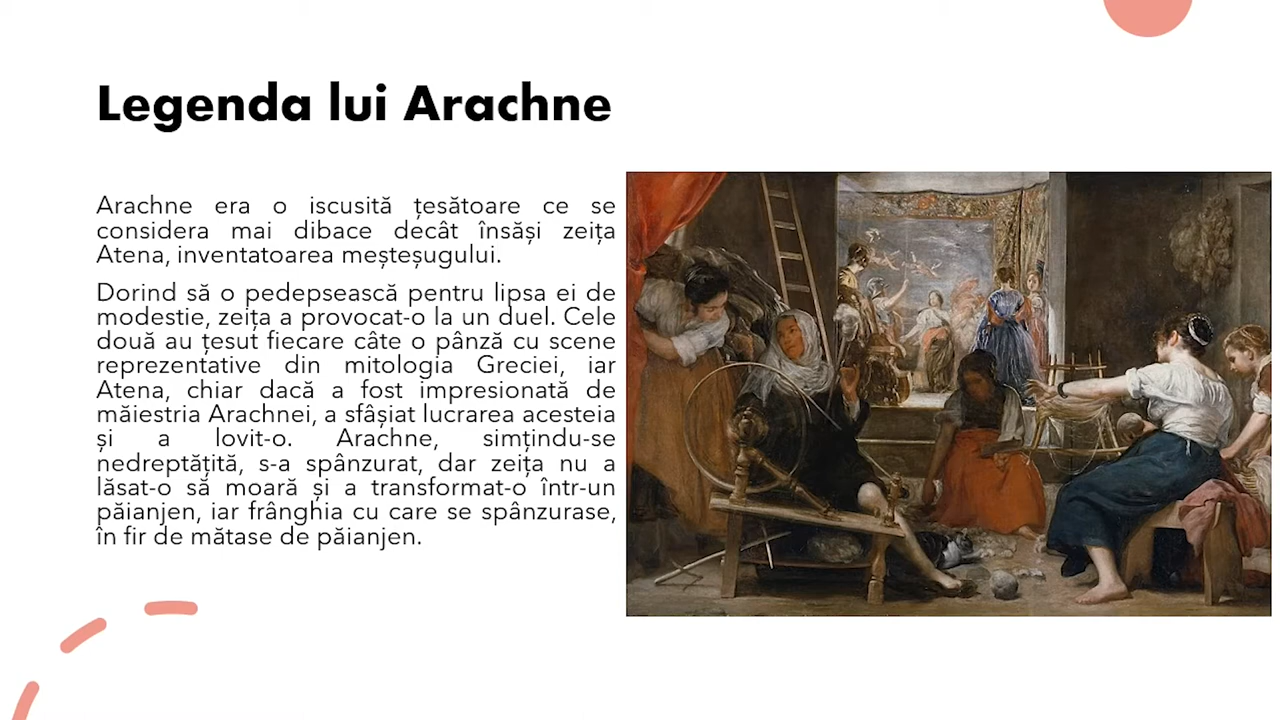 Legenda lui Arachne
Arachne era o iscusită țesătoare ce se
considera mai dibace decât însăși zeița
Atena, inventatoarea meșteșugului.
Dorind să o pedepsească pentru lipsa ei de
modestie, zeița a provocat-o la un duel. Cele
două au țesut fiecare câte o pânză cu scene
reprezentative din mitologia Greciei, iar
Atena, chiar dacă a fost impresionată de
măiestria Arachnei, a sfâșiat lucrarea acesteia
și a lovit-o. Arachne, simțindu-se
nedreptățită, s-a spânzurat, dar zeița nu a
lăsat-o să moară și a transformat-o într-un
păianjen, iar frânghia cu care se spânzurase,
în fir de mătase de păianjen.